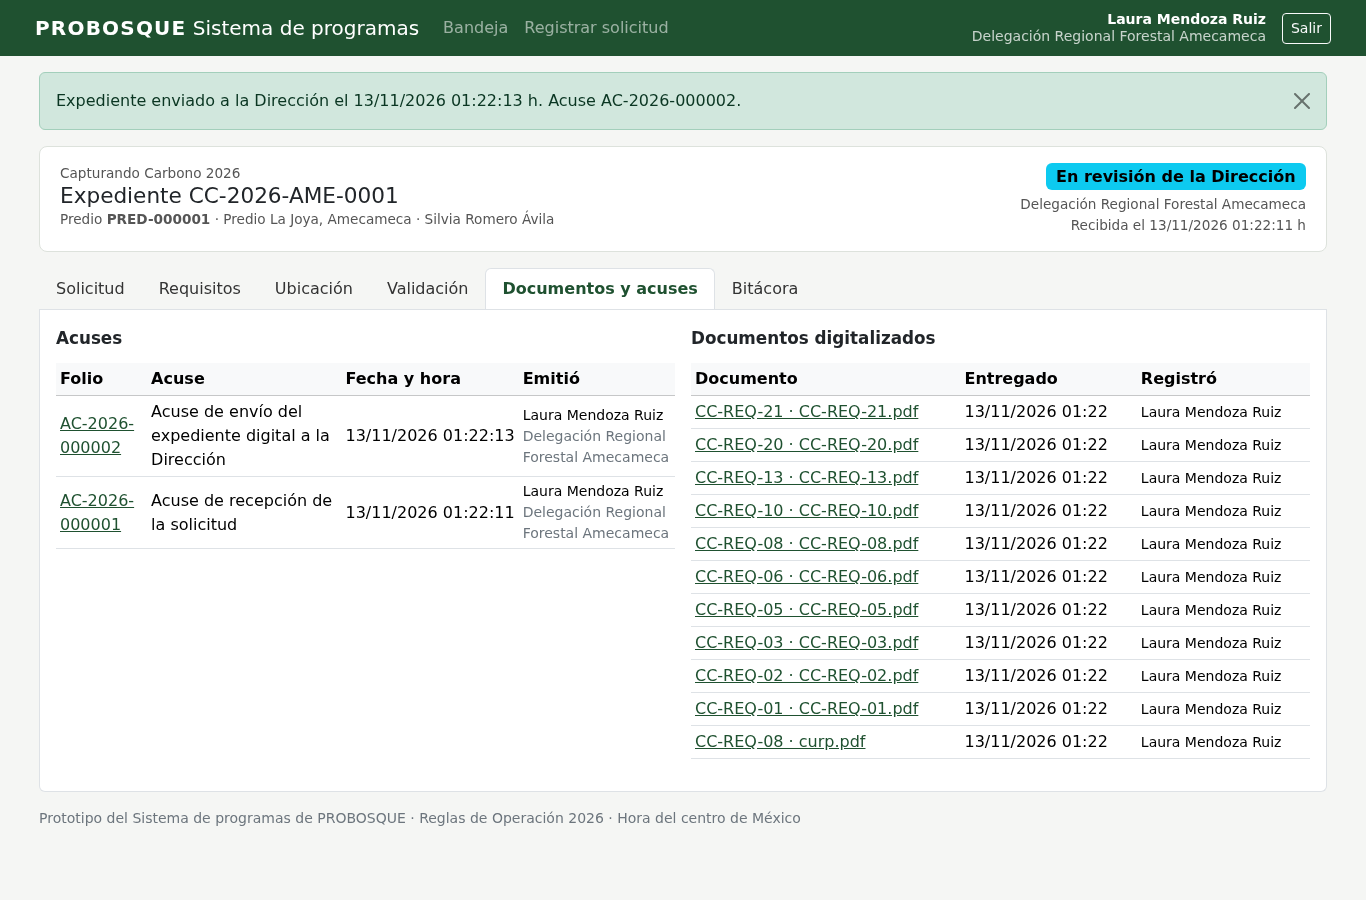 PROBOSQUE Sistema de programas Bandeja Registrar solicitud
Laura Mendoza Ruiz
Delegación Regional Forestal Amecameca
Salir
Expediente enviado a la Dirección el 13/11/2026 01:22:13 h. Acuse AC-2026-000002.
Capturando Carbono 2026
Expediente CC-2026-AME-0001
Predio PRED-000001 · Predio La Joya, Amecameca · Silvia Romero Ávila
En revisión de la Dirección
Delegación Regional Forestal Amecameca
Recibida el 13/11/2026 01:22:11 h
Solicitud Requisitos Ubicación Validación Documentos y acuses Bitácora
Acuses
Folio Acuse Fecha y hora Emitió
AC-2026-000002 Acuse de envío del expediente digital a la Dirección 13/11/2026 01:22:13 Laura Mendoza Ruiz Delegación Regional Forestal Amecameca
AC-2026-000001 Acuse de recepción de la solicitud 13/11/2026 01:22:11 Laura Mendoza Ruiz Delegación Regional Forestal Amecameca
Documentos digitalizados
Documento Entregado Registró
CC-REQ-21 · CC-REQ-21.pdf 13/11/2026 01:22 Laura Mendoza Ruiz
CC-REQ-20 · CC-REQ-20.pdf 13/11/2026 01:22 Laura Mendoza Ruiz
CC-REQ-13 · CC-REQ-13.pdf 13/11/2026 01:22 Laura Mendoza Ruiz
CC-REQ-10 · CC-REQ-10.pdf 13/11/2026 01:22 Laura Mendoza Ruiz
CC-REQ-08 · CC-REQ-08.pdf 13/11/2026 01:22 Laura Mendoza Ruiz
CC-REQ-06 · CC-REQ-06.pdf 13/11/2026 01:22 Laura Mendoza Ruiz
CC-REQ-05 · CC-REQ-05.pdf 13/11/2026 01:22 Laura Mendoza Ruiz
CC-REQ-03 · CC-REQ-03.pdf 13/11/2026 01:22 Laura Mendoza Ruiz
CC-REQ-02 · CC-REQ-02.pdf 13/11/2026 01:22 Laura Mendoza Ruiz
CC-REQ-01 · CC-REQ-01.pdf 13/11/2026 01:22 Laura Mendoza Ruiz
CC-REQ-08 · curp.pdf 13/11/2026 01:22 Laura Mendoza Ruiz
Prototipo del Sistema de programas de PROBOSQUE · Reglas de Operación 2026 · Hora del centro de México